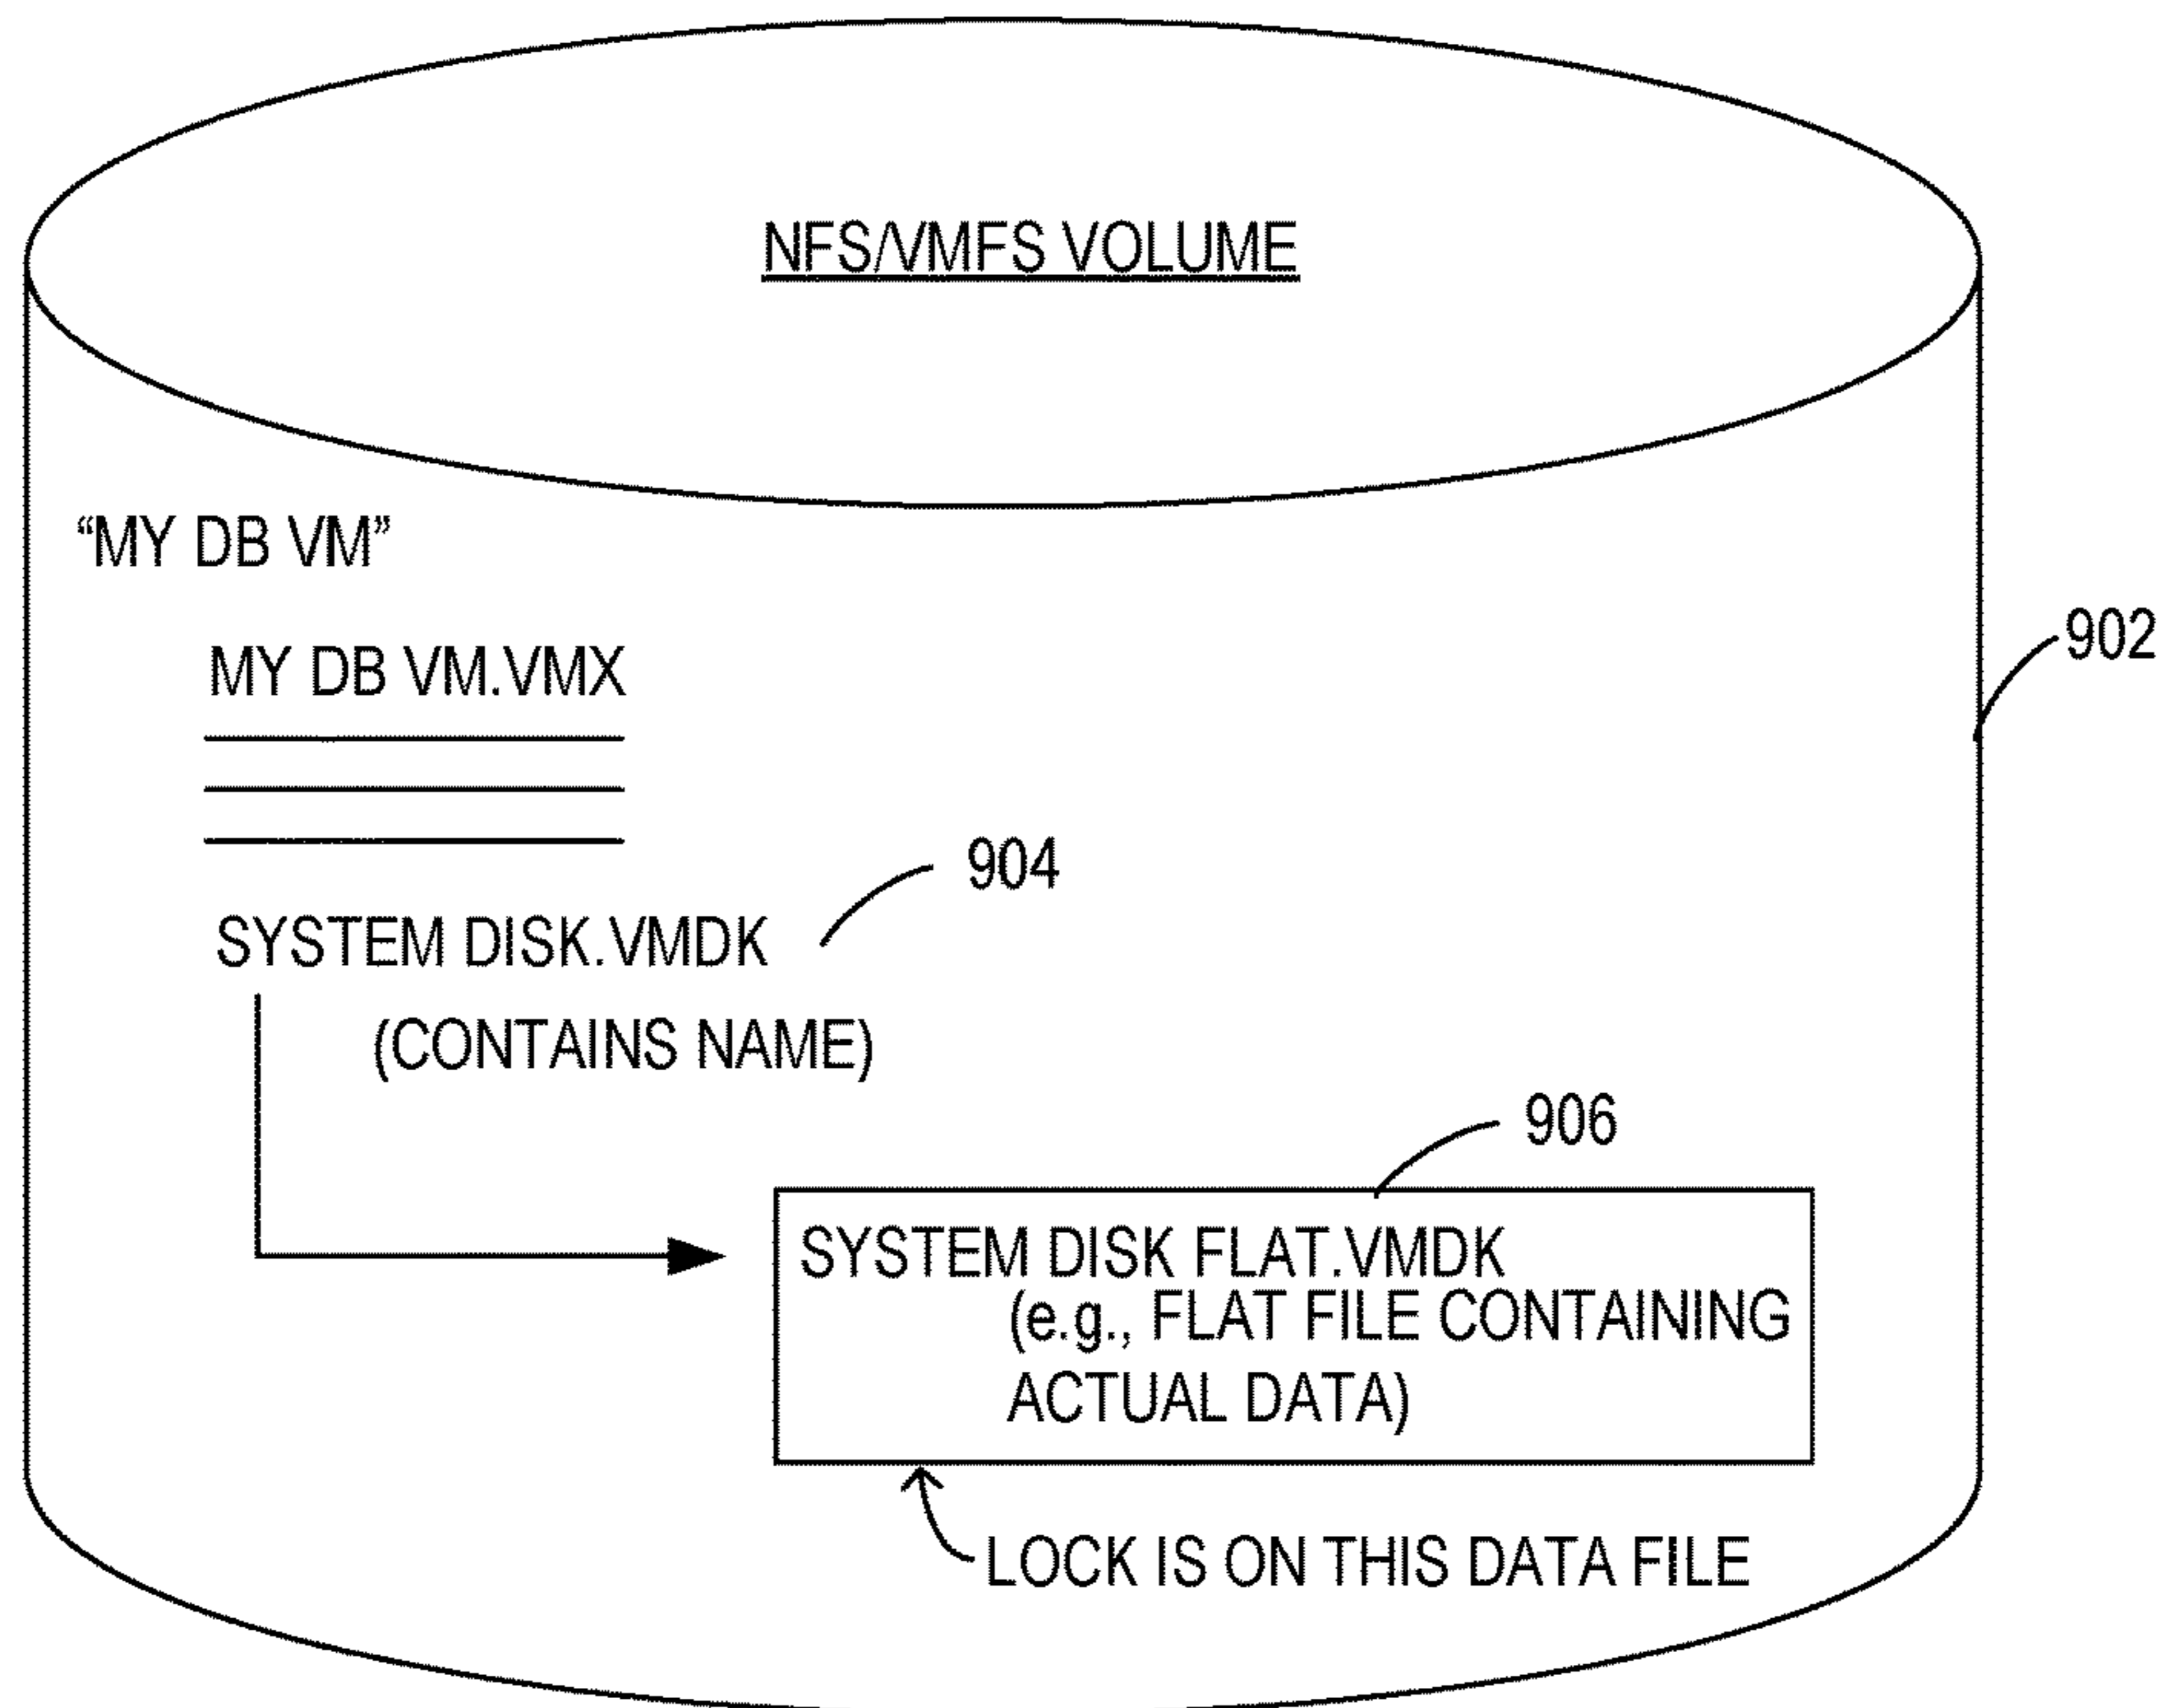 NFS/VMFS VOLUME
“MY DB VM”
MY DB VM.VMX
902
904
SYSTEM DISK.VMDK
(CONTAINS NAME)
906
SYSTEM DISK FLAT.VMDK
(e.g., FLAT FILE CONTAINING
ACTUAL DATA)
LOCK IS ON THIS DATA FILE